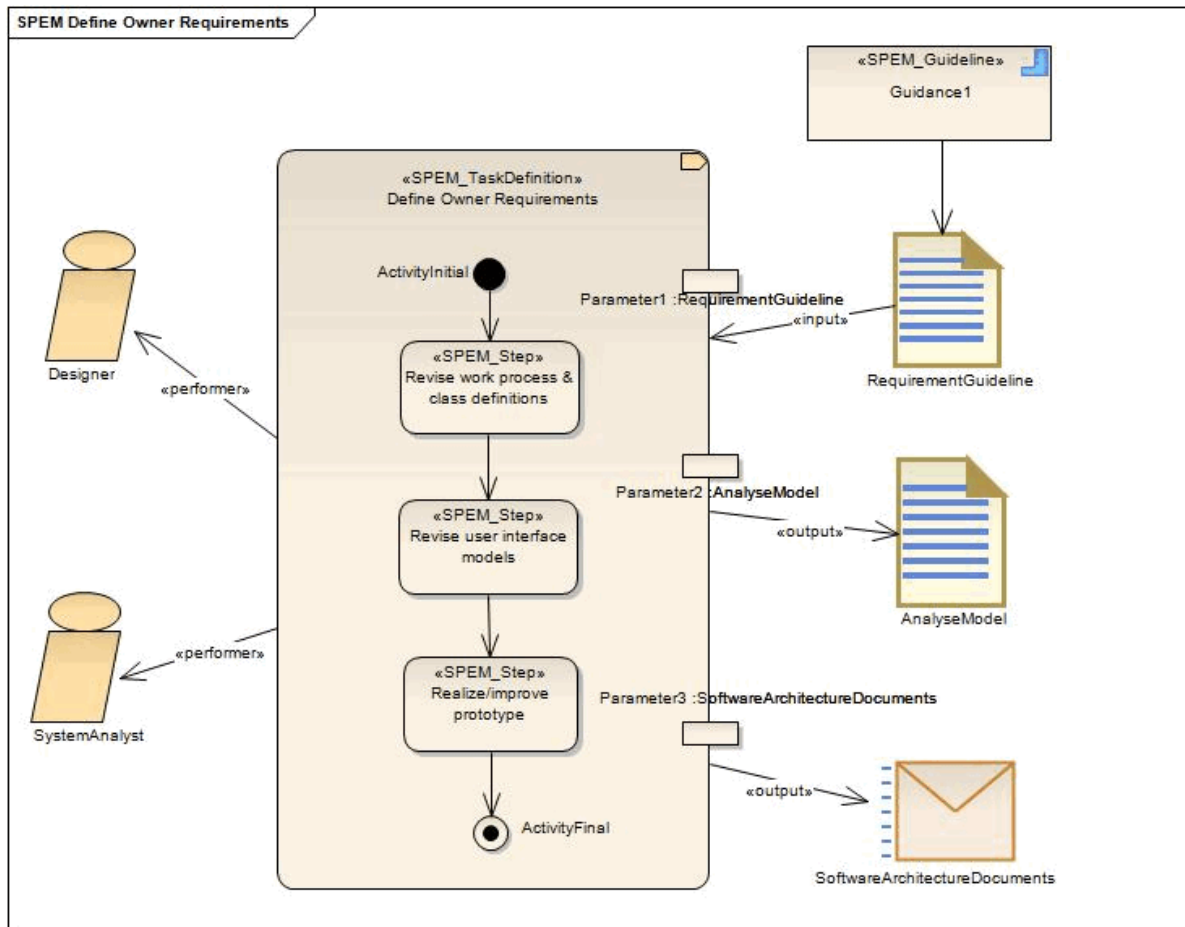 SPEM Define Owner Requirements
«SPEM_Guideline»
Guidance1
«SPEM_TaskDefinition»
Define Owner Requirements
ActivityInitial
Parameter1 :RequirementGuideline
«input»
«SPEM_Step»
Revise work process &
class definitions
Designer
«performer»
RequirementGuideline
Parameter2 :AnalyseModel
«SPEM_Step»
Revise user interface
models
«output»
AnalyseModel
«performer»
SystemAnalyst
«SPEM_Step»
Realize/improve
prototype
Parameter3 :SoftwareArchitectureDocuments
«output»
ActivityFinal
SoftwareArchitectureDocuments